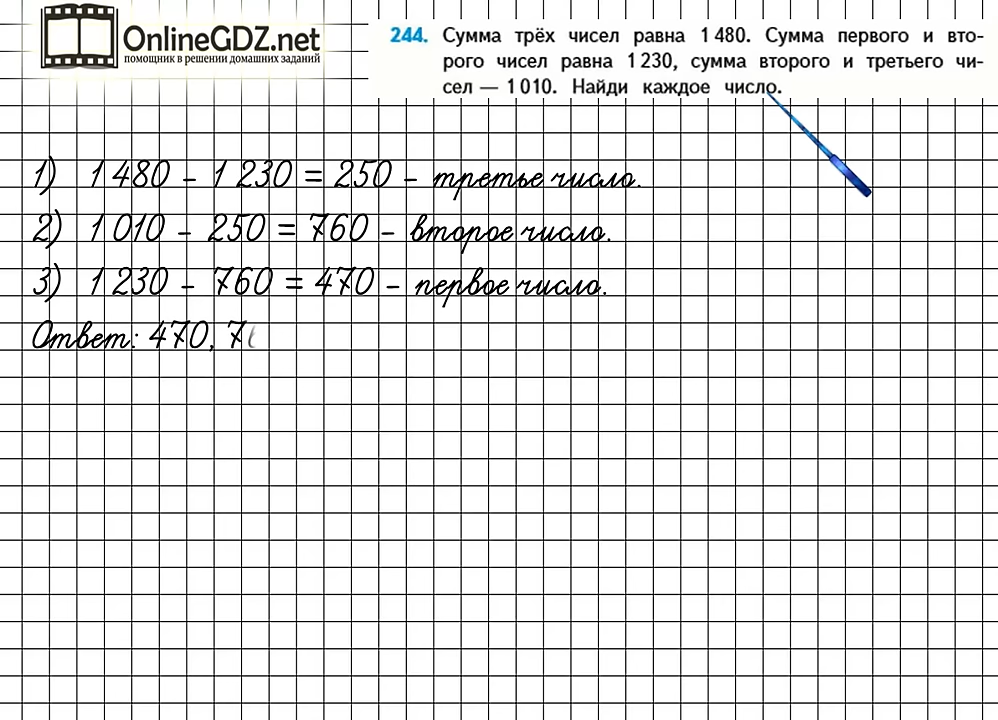 OnlineGDZ.net
помощник в решении домашних заданий
244. Сумма трёх чисел равна 1 480. Сумма первого и вто-
рого чисел равна 1 230, сумма второго и третьего чи-
сел — 1 010. Найди каждое число.
1) 1 480 - 1 230 = 250 - третье число.
2) 1 010 - 250 = 760 - второе число.
3) 1 230 - 760 = 470 - первое число.
Ответ: 470, 7